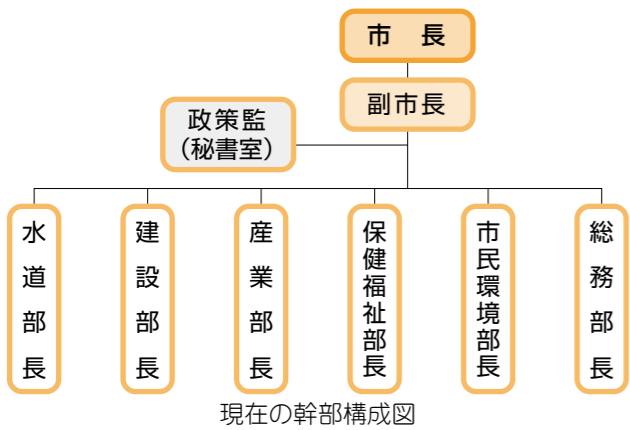 市　長
副市長
政策監
（秘書室）
水道部長
建設部長
産業部長
保健福祉部長
市民環境部長
総務部長
現在の幹部構成図